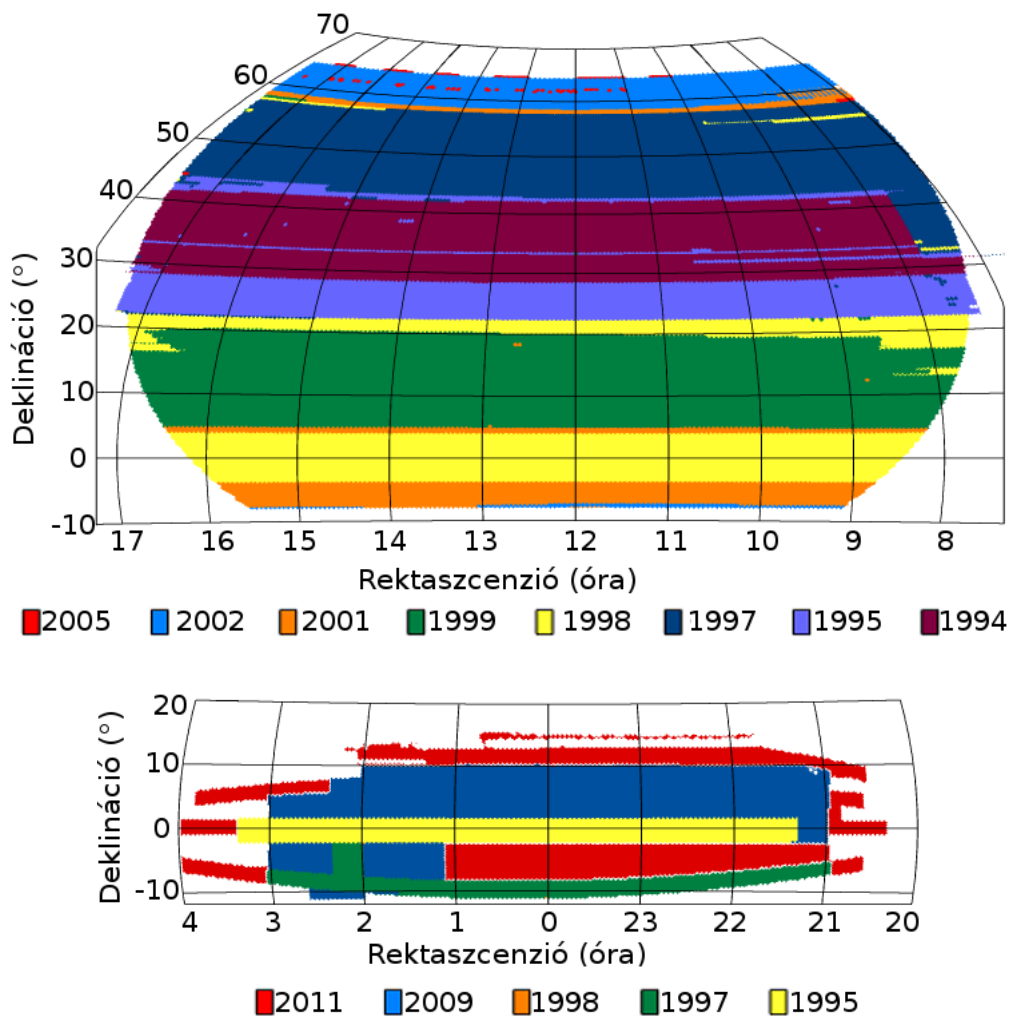 70
60
50
40
30
20
10
0
-10
Deklináció (°)
17 16 15 14 13 12 11 10 9 8
Rektaszcenzió (óra)
2005 2002 2001 1999 1998 1997 1995 1994
20
10
0
-10
Deklináció (°)
4 3 2 1 0 23 22 21 20
Rektaszcenzió (óra)
2011 2009 1998 1997 1995